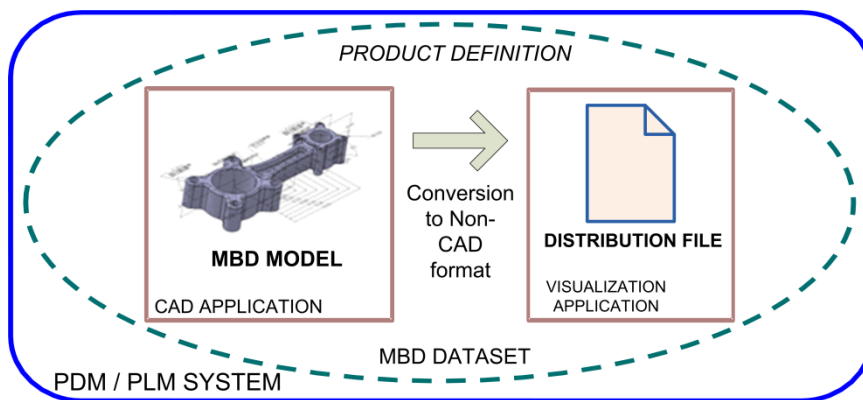 PRODUCT DEFINITION
MBD MODEL
CAD APPLICATION
Conversion
to Non-
CAD
format
DISTRIBUTION FILE
VISUALIZATION
APPLICATION
MBD DATASET
PDM / PLM SYSTEM